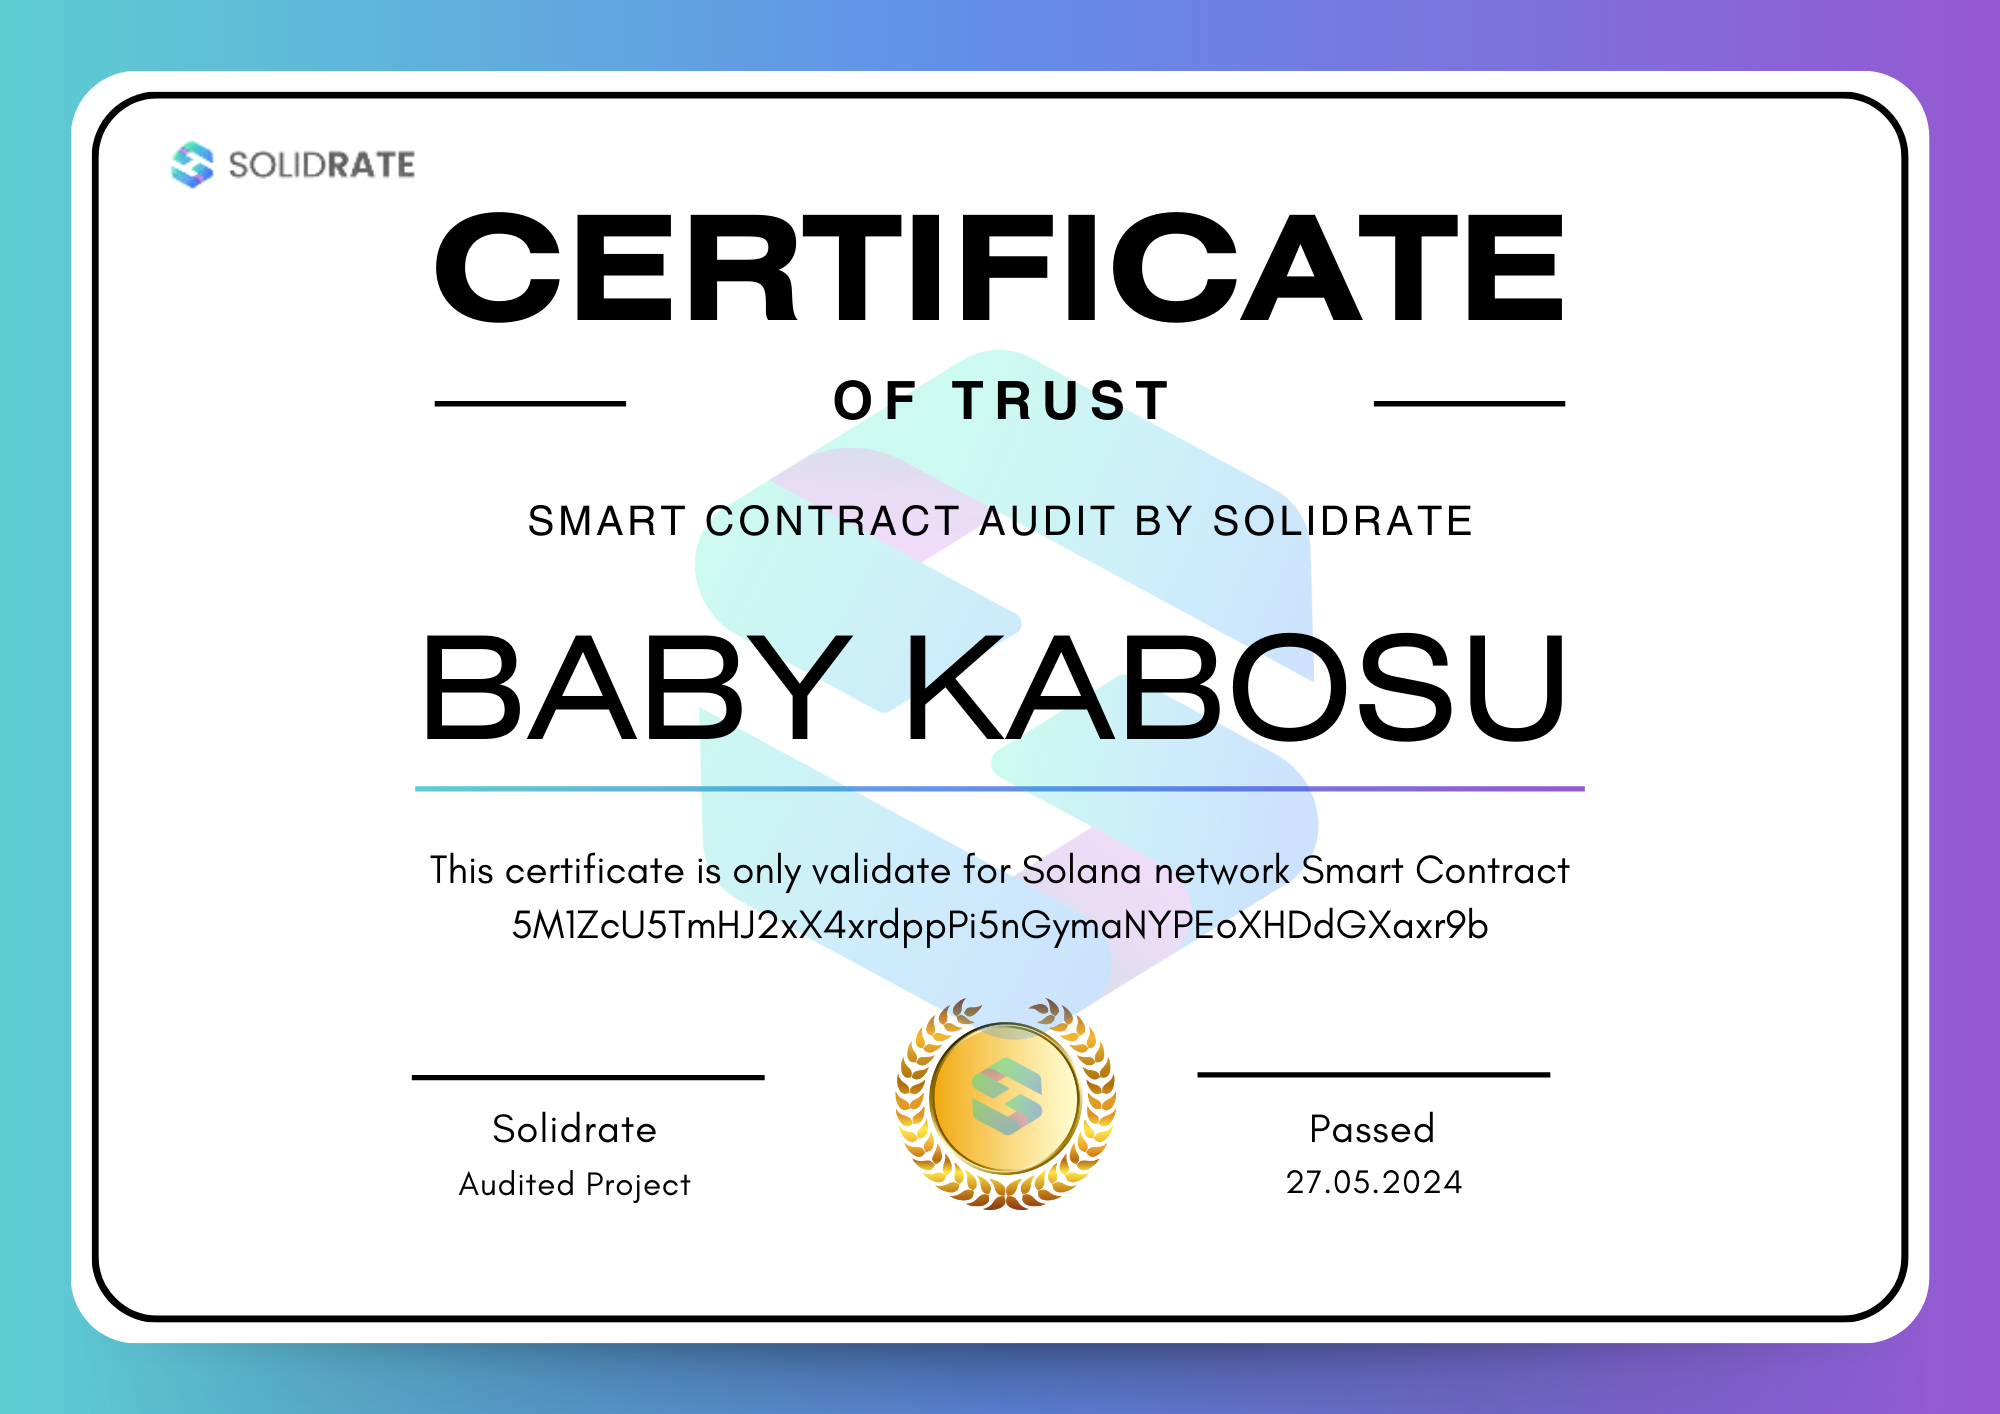 SOLIDRATE
CERTIFICATE
OF TRUST
SMART CONTRACT AUDIT BY SOLIDRATE
BABY KABOSU
This certificate is only validate for Solana network Smart Contract
5M1ZcU5TmHJ2xX4xrdppPi5nGymaNYPEoXHDdGXaxr9b
Solidrate
Audited Project
Passed
27.05.2024